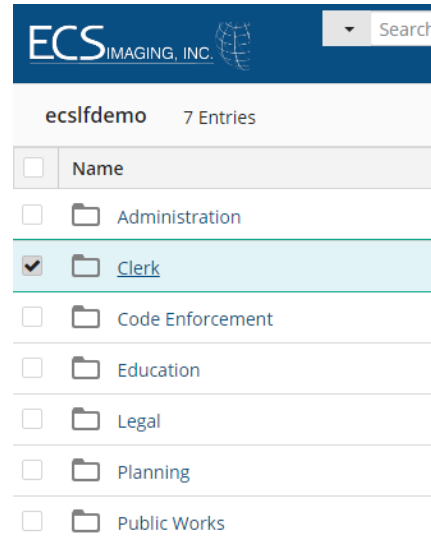 ECS IMAGING, INC.
Search
ecslfdemo 7 Entries
Name
Administration
Clerk
Code Enforcement
Education
Legal
Planning
Public Works